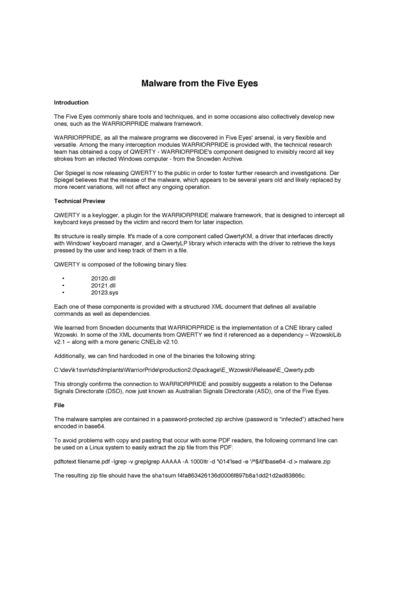 Malware from the Five Eyes
Introduction
The Five Eyes commonly share tools and techniques, and in some occasions also collectively develop new
ones, such as the WARRIORPRIDE malware framework.
WARRIORPRIDE, as all the malware programs we discovered in Five Eyes' arsenal, is very flexible and
versatile. Among the many interception modules WARRIORPRIDE is provided with, the technical research
team has obtained a copy of QWERTY - WARRIORPRIDE's component designed to invisibly record all key
strokes from an infected Windows computer - from the Snowden Archive.
Der Spiegel is now releasing QWERTY to the public in order to foster further research and investigations. Der
Spiegel believes that the release of the malware, which appears to be several years old and likely replaced by
more recent variations, will not affect any ongoing operation.
Technical Preview
QWERTY is a keylogger, a plugin for the WARRIORPRIDE malware framework, that is designed to intercept all
keyboard keys pressed by the victim and record them for later inspection.
Its structure is really simple. It's made of a core component called QwertyKM, a driver that interfaces directly
with Windows' keyboard manager, and a QwertyLP library which interacts with the driver to retrieve the keys
pressed by the user and keep track of them in a file.
QWERTY is composed of the following binary files:
• 20120.dll
• 20121.dll
• 20123.sys
Each one of these components is provided with a structured XML document that defines all available
commands as well as dependencies.
We learned from Snowden documents that WARRIORPRIDE is the implementation of a CNE library called
Wzowski. In some of the XML documents from QWERTY we find it referenced as a dependency – WzowskiLib
v2.1 – along with a more generic CNELib v2.10.
Additionally, we can find hardcoded in one of the binaries the following string:
C:\dev\k1svn\dsd\Implants\WarriorPride\production2.0\package\E_Wzowski\Release\E_Qwerty.pdb
This strongly confirms the connection to WARRIORPRIDE and possibly suggests a relation to the Defense
Signals Directorate (DSD), now just known as Australian Signals Directorate (ASD), one of the Five Eyes.
File
The malware samples are contained in a password-protected zip archive (password is "infected") attached here
encoded in base64.
To avoid problems with copy and pasting that occur with some PDF readers, the following command line can
be used on a Linux system to easily extract the zip file from this PDF:
pdftotext filename.pdf -|grep -v grep|grep AAAAA -A 1000|tr -d '\014'|sed -e '/^$/d'|base64 -d > malware.zip
The resulting zip file should have the sha1sum